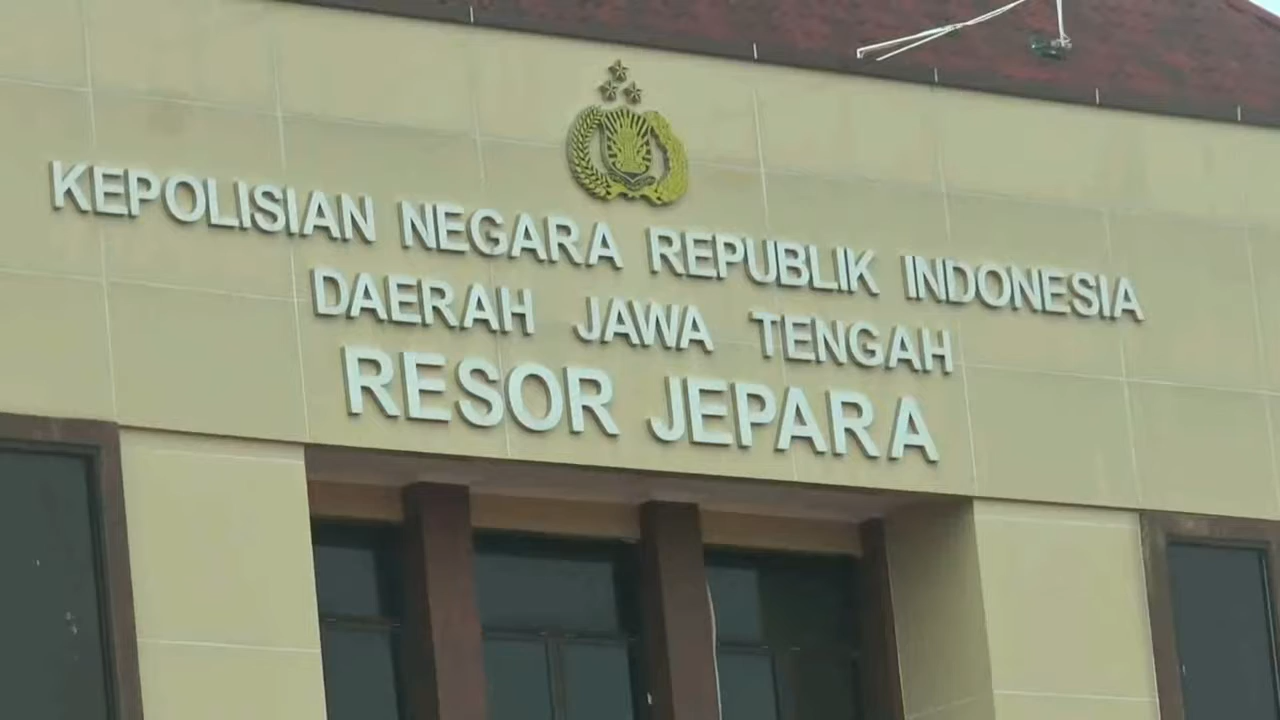 KEPOLISIAN NEGARA REPUBLIK INDONESIA
DAERAH JAWA TENGAH
RESOR JEPARA